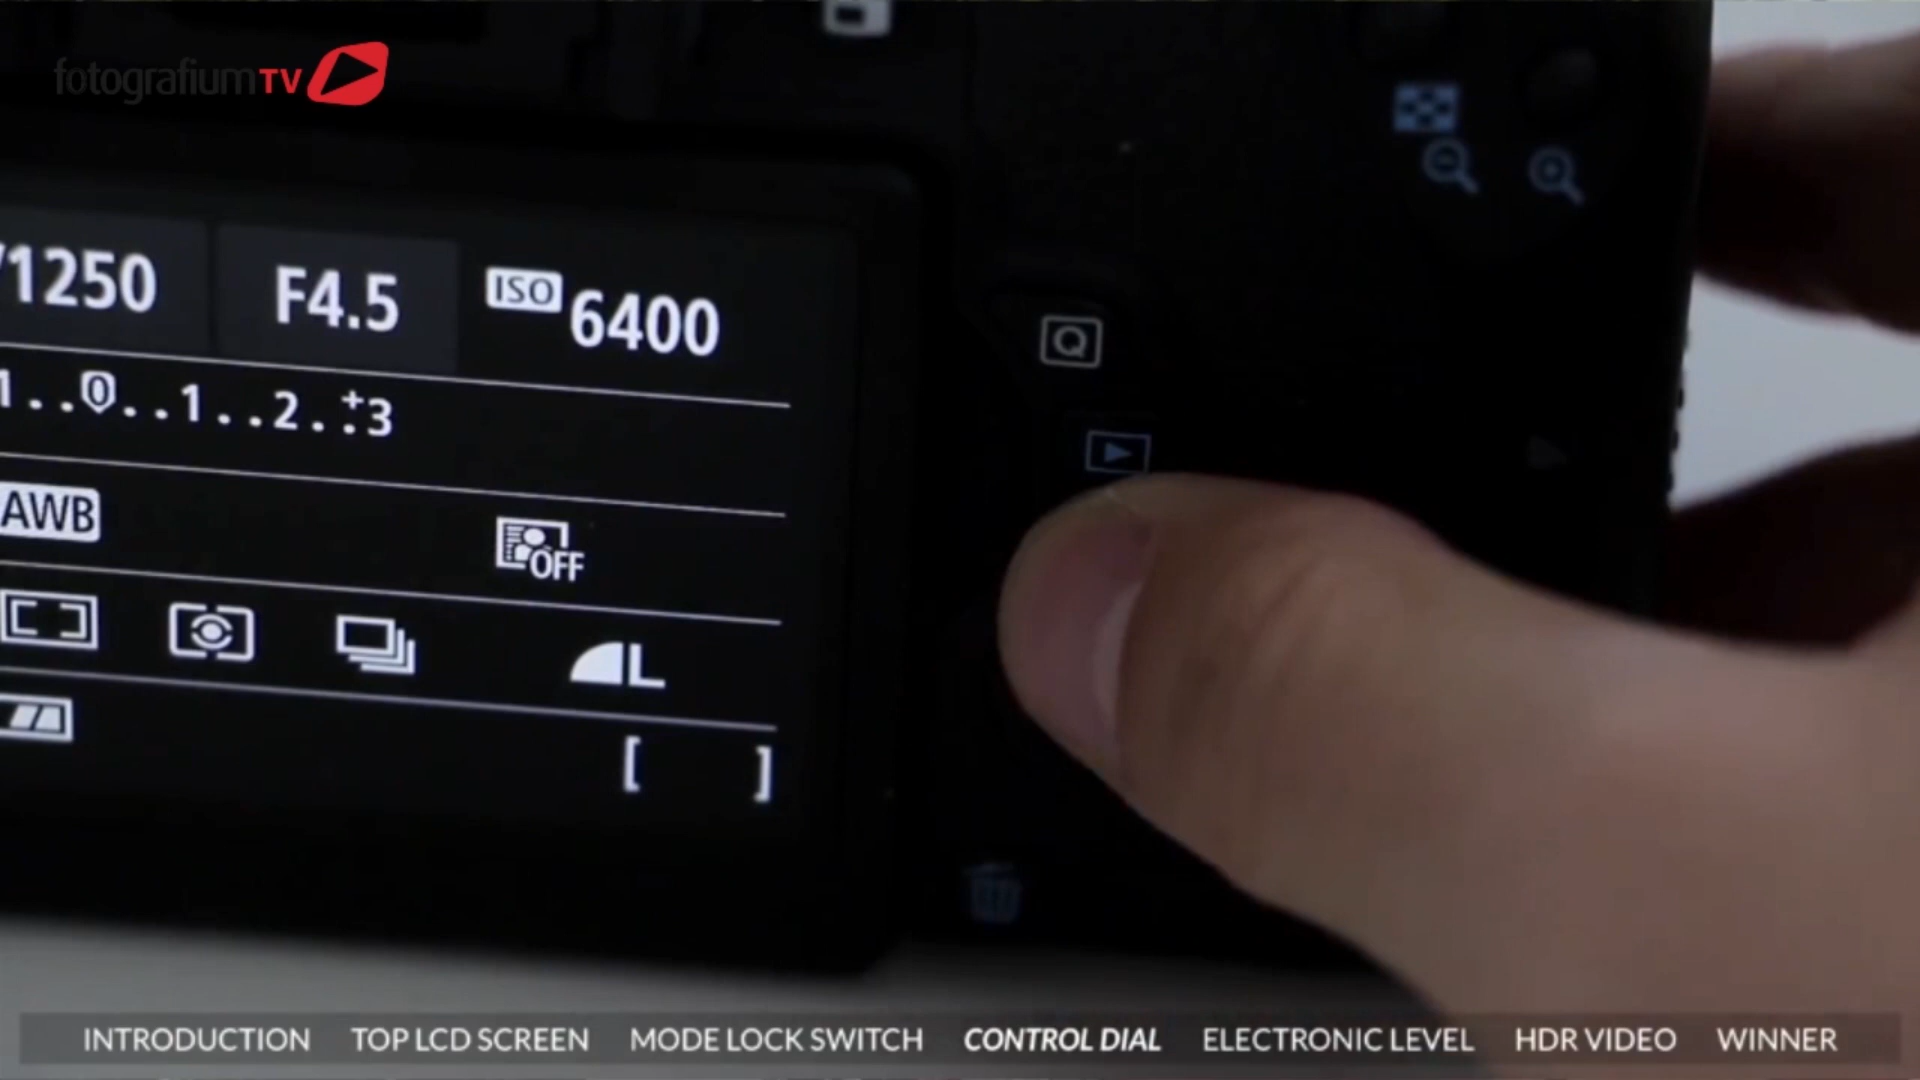 fotografiumTV
/1250 F4.5 ISO 6400
1..0..1..2..+3
Q
AWB
OFF
L
[ ]
INTRODUCTION TOP LCD SCREEN MODE LOCK SWITCH CONTROL DIAL ELECTRONIC LEVEL HDR VIDEO WINNER